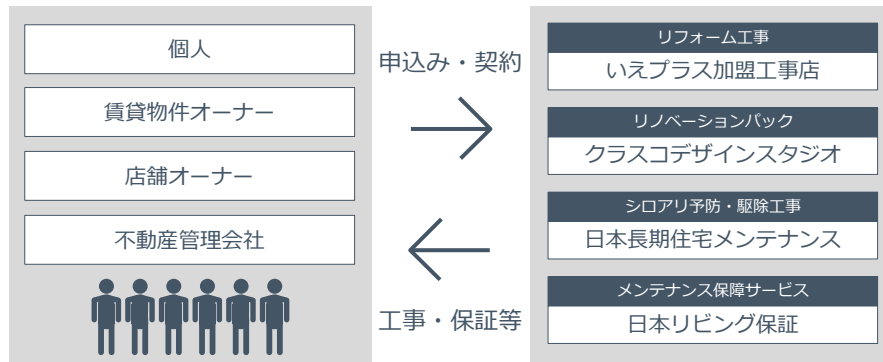 個人
賃貸物件オーナー
店舗オーナー
不動産管理会社
申込み・契約
工事・保証等
リフォーム工事
いえプラス加盟工事店
リノベーションパック
クラスコデザインスタジオ
シロアリ予防・駆除工事
日本長期住宅メンテナンス
メンテナンス保障サービス
日本リビング保証